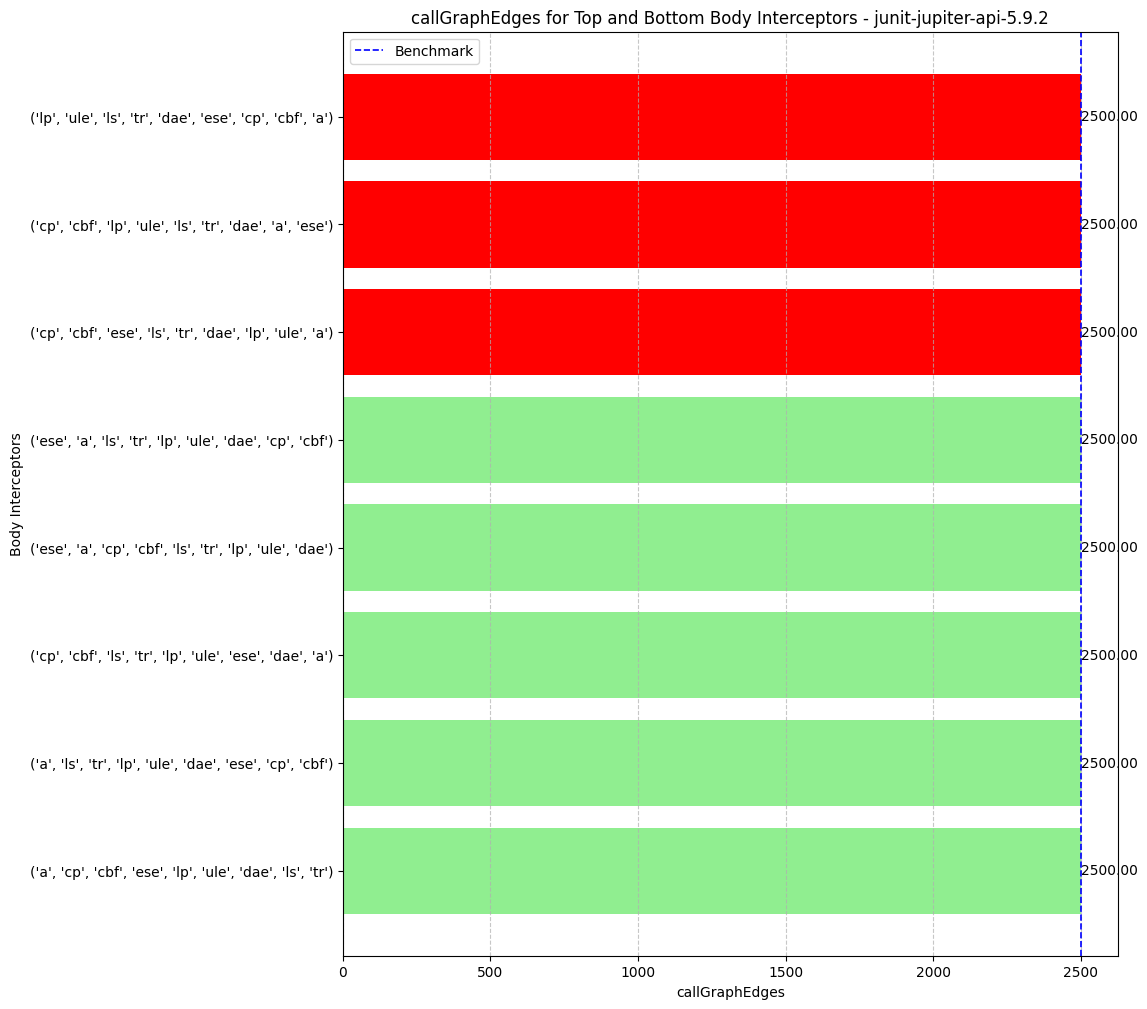 callGraphEdges for Top and Bottom Body Interceptors - junit-jupiter-api-5.9.2
Benchmark
('lp', 'ule', 'ls', 'tr', 'dae', 'ese', 'cp', 'cbf', 'a')
2500.00
('cp', 'cbf', 'lp', 'ule', 'ls', 'tr', 'dae', 'a', 'ese')
2500.00
('cp', 'cbf', 'ese', 'ls', 'tr', 'dae', 'lp', 'ule', 'a')
2500.00
('ese', 'a', 'ls', 'tr', 'lp', 'ule', 'dae', 'cp', 'cbf')
2500.00
Body Interceptors
('ese', 'a', 'cp', 'cbf', 'ls', 'tr', 'lp', 'ule', 'dae')
2500.00
('cp', 'cbf', 'ls', 'tr', 'lp', 'ule', 'ese', 'dae', 'a')
2500.00
('a', 'ls', 'tr', 'lp', 'ule', 'dae', 'ese', 'cp', 'cbf')
2500.00
('a', 'cp', 'cbf', 'ese', 'lp', 'ule', 'dae', 'ls', 'tr')
2500.00
0 500 1000 1500 2000 2500
callGraphEdges